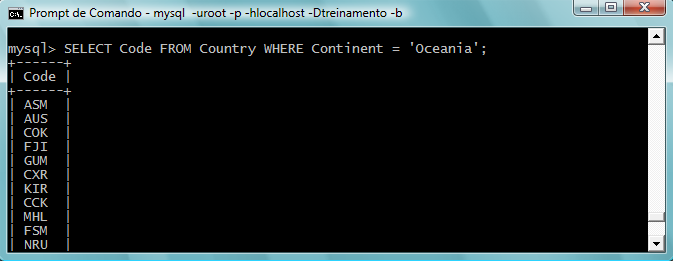 Prompt de Comando - mysql -uroot -p -hlocalhost -Dtreinamento -b
mysql> SELECT Code FROM Country WHERE Continent = 'Oceania';
+------+
| Code |
+------+
| ASM  |
| AUS  |
| COK  |
| FJI  |
| GUM  |
| CXR  |
| KIR  |
| CCK  |
| MHL  |
| FSM  |
| NRU  |